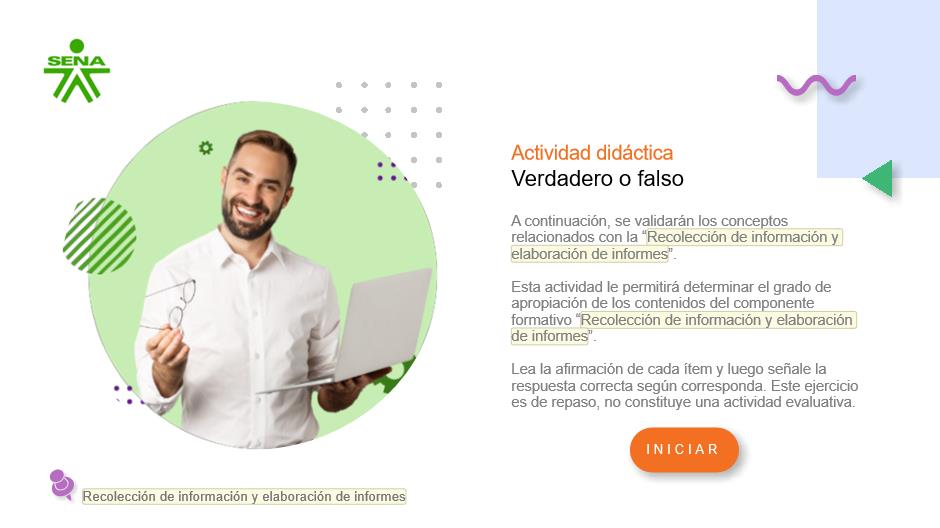 SENA
Actividad didáctica
Verdadero o falso
A continuación, se validarán los conceptos
relacionados con la “Recolección de información y
elaboración de informes”.
Esta actividad le permitirá determinar el grado de
apropiación de los contenidos del componente
formativo “Recolección de información y elaboración
de informes”.
Lea la afirmación de cada ítem y luego señale la
respuesta correcta según corresponda. Este ejercicio
es de repaso, no constituye una actividad evaluativa.
INICIAR
Recolección de información y elaboración de informes